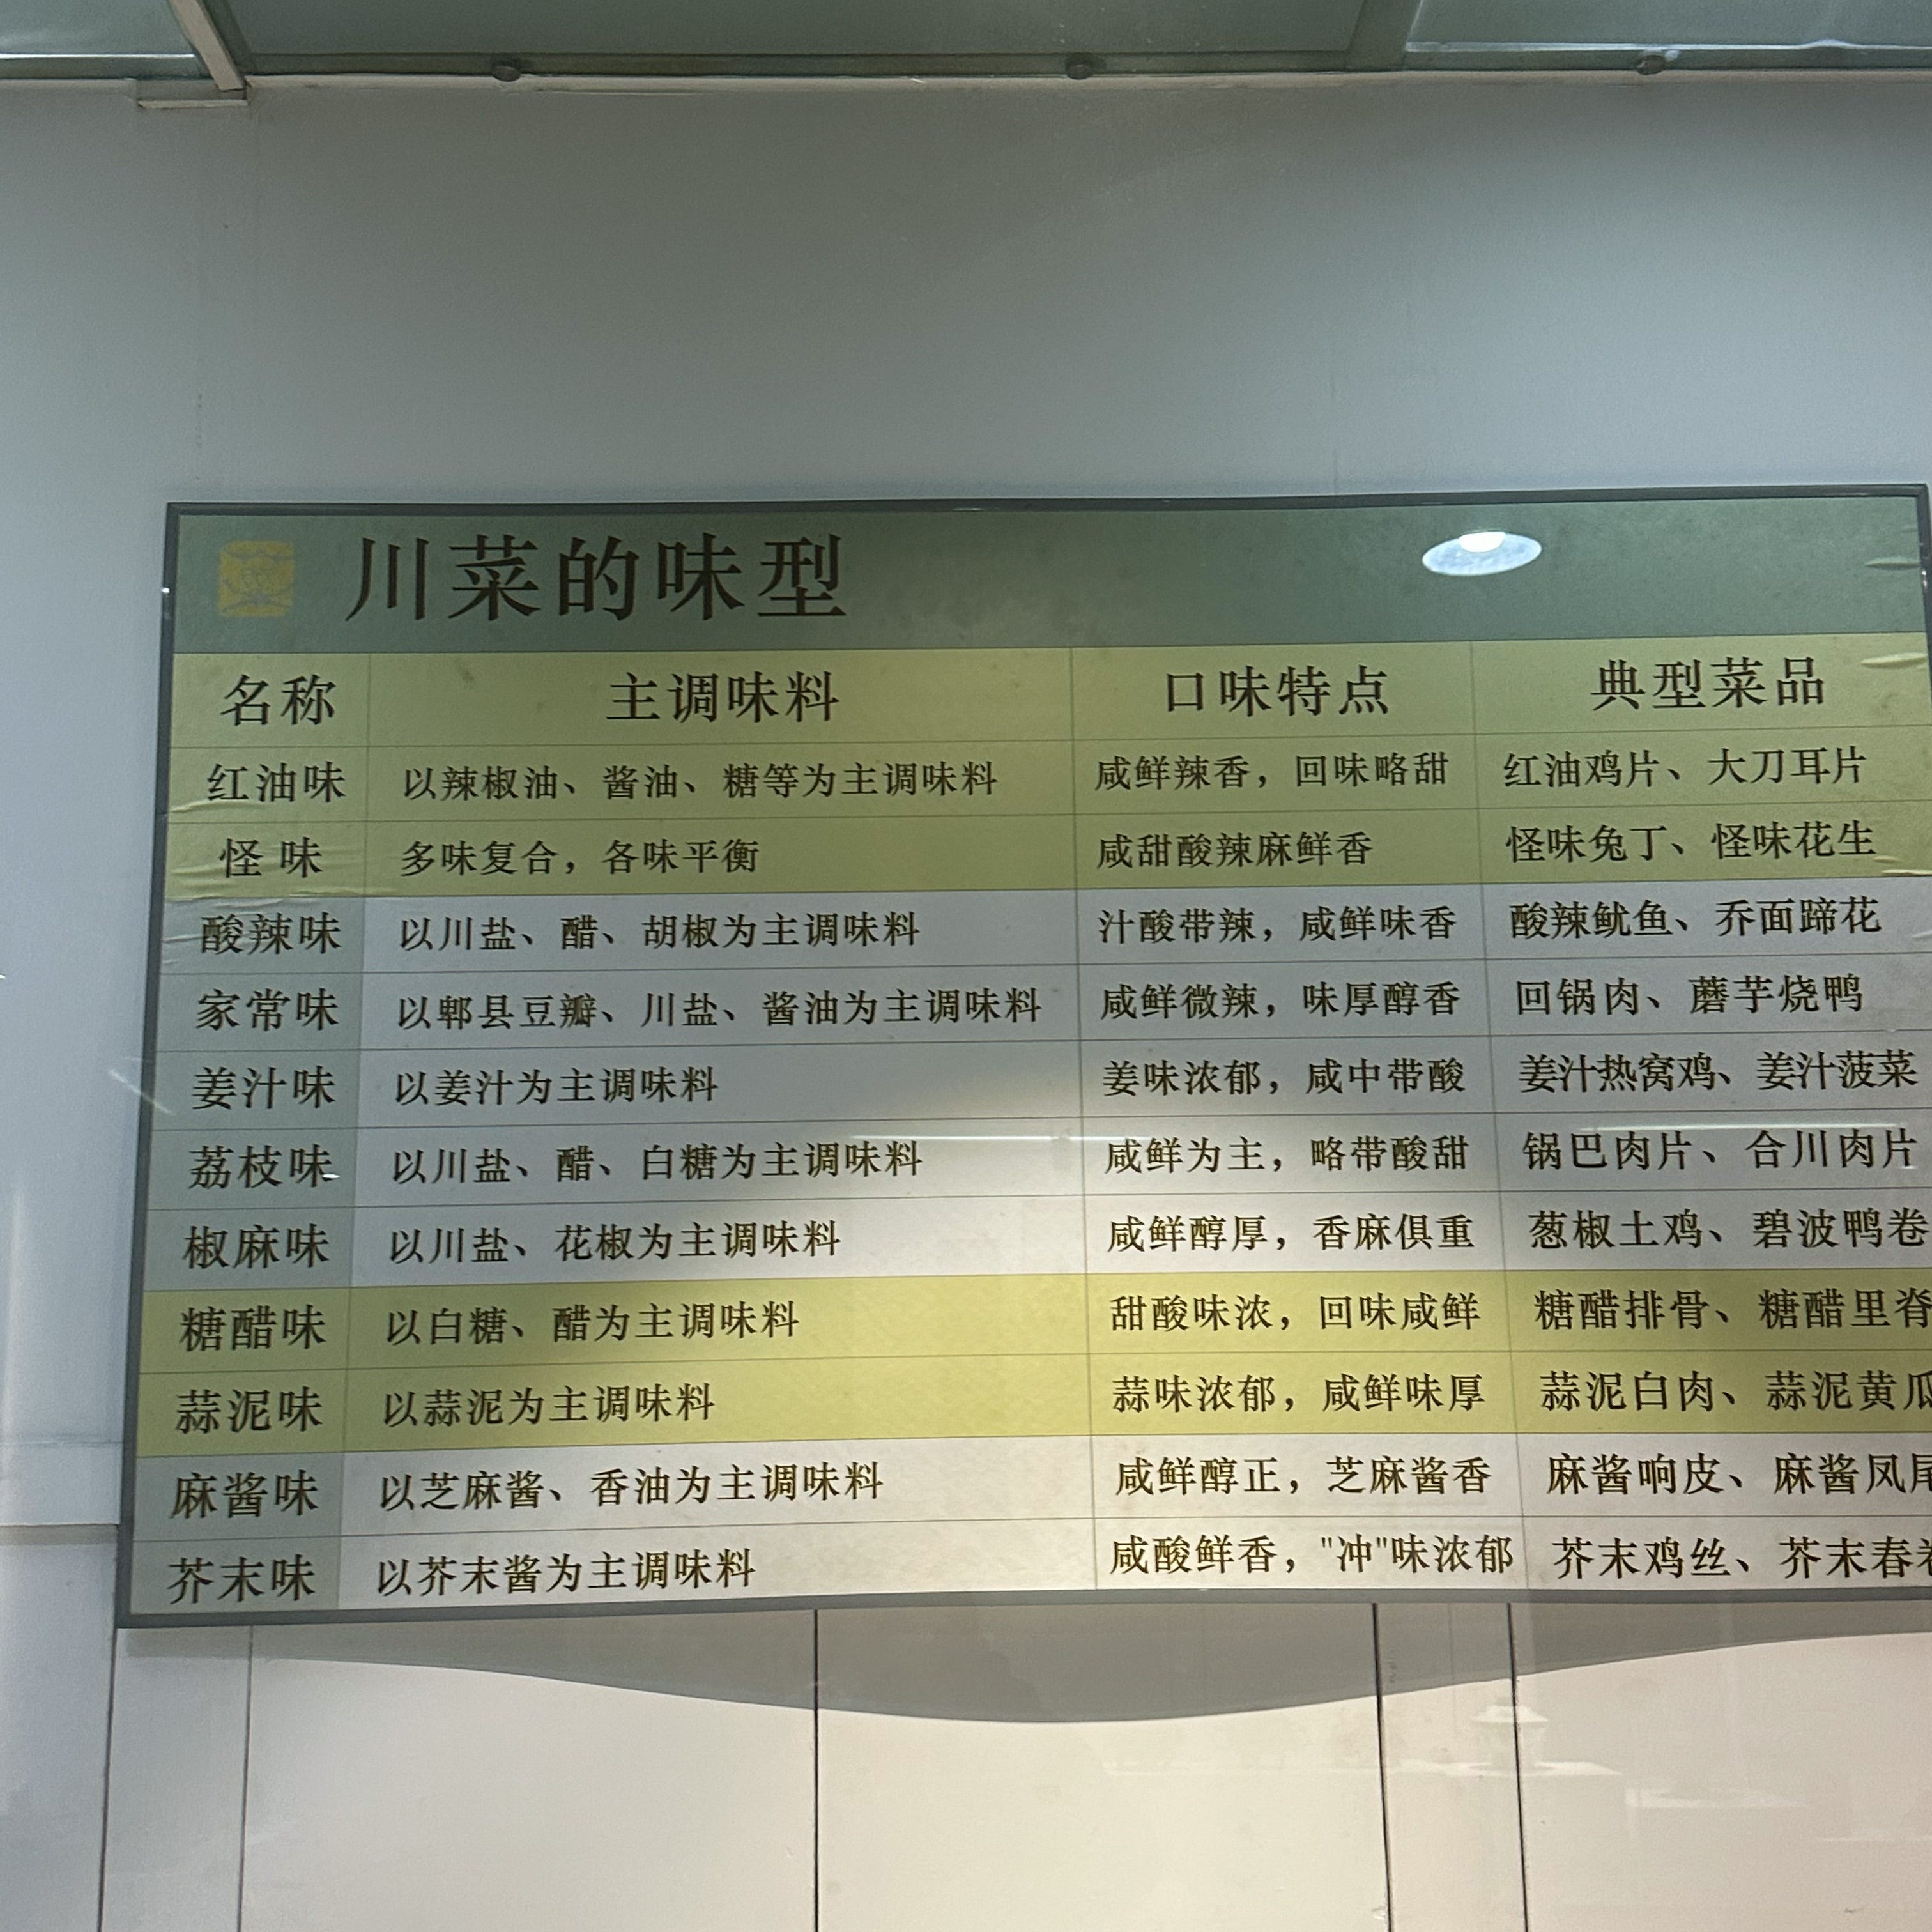 川菜的味型
名称 主调味料 口味特点 典型菜品
红油味 以辣椒油、酱油、糖等为主调味料 咸鲜辣香，回味略甜 红油鸡片、大刀耳片
怪 味 多味复合，各味平衡 咸甜酸辣麻鲜香 怪味兔丁、怪味花生
酸辣味 以川盐、醋、胡椒为主调味料 汁酸带辣，咸鲜味香 酸辣鱿鱼、乔面蹄花
家常味 以郫县豆瓣、川盐、酱油为主调味料 咸鲜微辣，味厚醇香 回锅肉、蘑芋烧鸭
姜汁味 以姜汁为主调味料 姜味浓郁，咸中带酸 姜汁热窝鸡、姜汁菠菜
荔枝味 以川盐、醋、白糖为主调味料 咸鲜为主，略带酸甜 锅巴肉片、合川肉片
椒麻味 以川盐、花椒为主调味料 咸鲜醇厚，香麻俱重 葱椒土鸡、碧波鸭卷
糖醋味 以白糖、醋为主调味料 甜酸味浓，回味咸鲜 糖醋排骨、糖醋里脊
蒜泥味 以蒜泥为主调味料 蒜味浓郁，咸鲜味厚 蒜泥白肉、蒜泥黄瓜
麻酱味 以芝麻酱、香油为主调味料 咸鲜醇正，芝麻酱香 麻酱响皮、麻酱凤尾
芥末味 以芥末酱为主调味料 咸酸鲜香，"冲"味浓郁 芥末鸡丝、芥末春卷